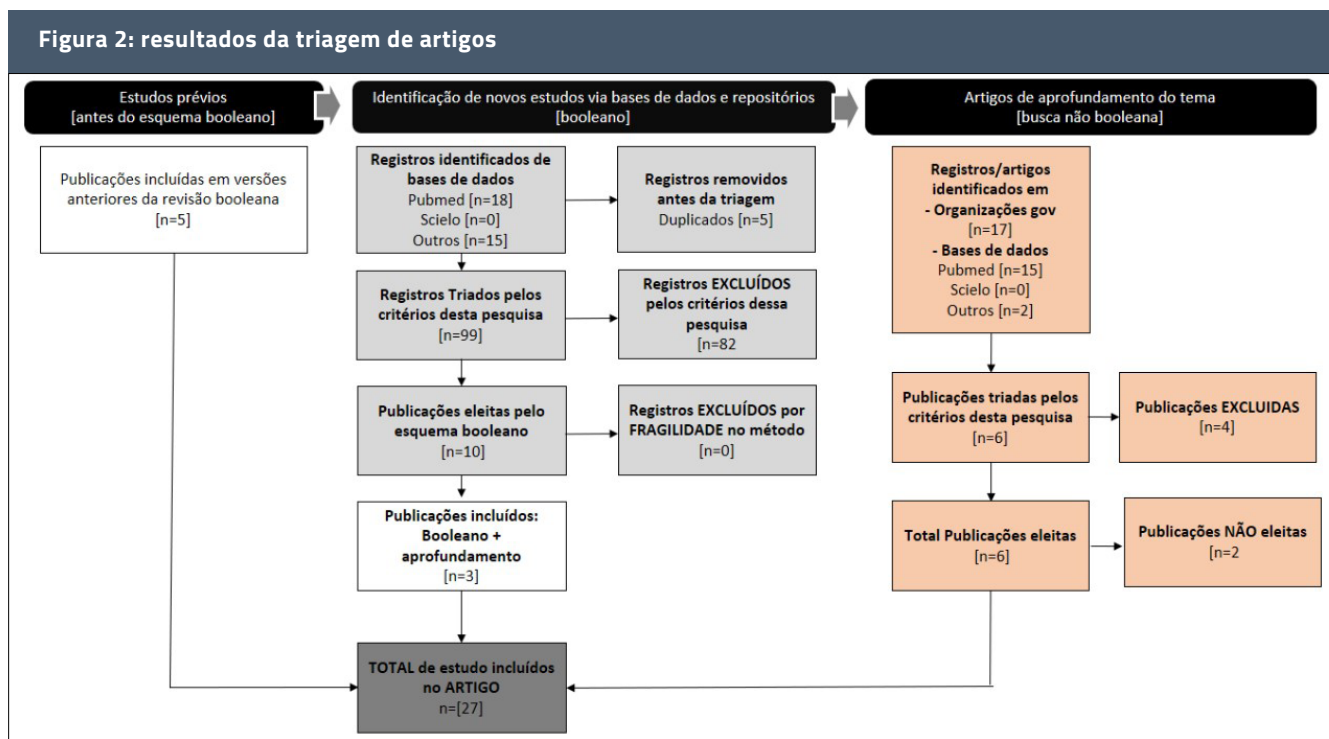 Figura 2: resultados da triagem de artigos
Estudos prévios
[antes do esquema booleano]
Identificação de novos estudos via bases de dados e repositórios
[booleano]
Artigos de aprofundamento do tema
[busca não booleana]
Publicações incluídas em versões
anteriores da revisão booleana
[n=5]
Registros identificados de
bases de dados
Pubmed [n=18]
Scielo [n=0]
Outros [n=15]
Registros removidos
antes da triagem
Duplicados [n=5]
Registros Triados pelos
critérios desta pesquisa
[n=99]
Registros EXCLUÍDOS
pelos critérios dessa
pesquisa
[n=82
Publicações eleitas pelo
esquema booleano
[n=10]
Registros EXCLUÍDOS por
FRAGILIDADE no método
[n=0]
Publicações incluídos:
Booleano +
aprofundamento
[n=3]
TOTAL de estudo incluídos
no ARTIGO
n=[27]
Registros/artigos
identificados em
- Organizações gov
[n=17]
- Bases de dados
Pubmed [n=15]
Scielo [n=0]
Outros [n=2]
Publicações triadas pelos
critérios desta pesquisa
[n=6]
Publicações EXCLUIDAS
[n=4]
Total Publicações eleitas
[n=6]
Publicações NÃO eleitas
[n=2